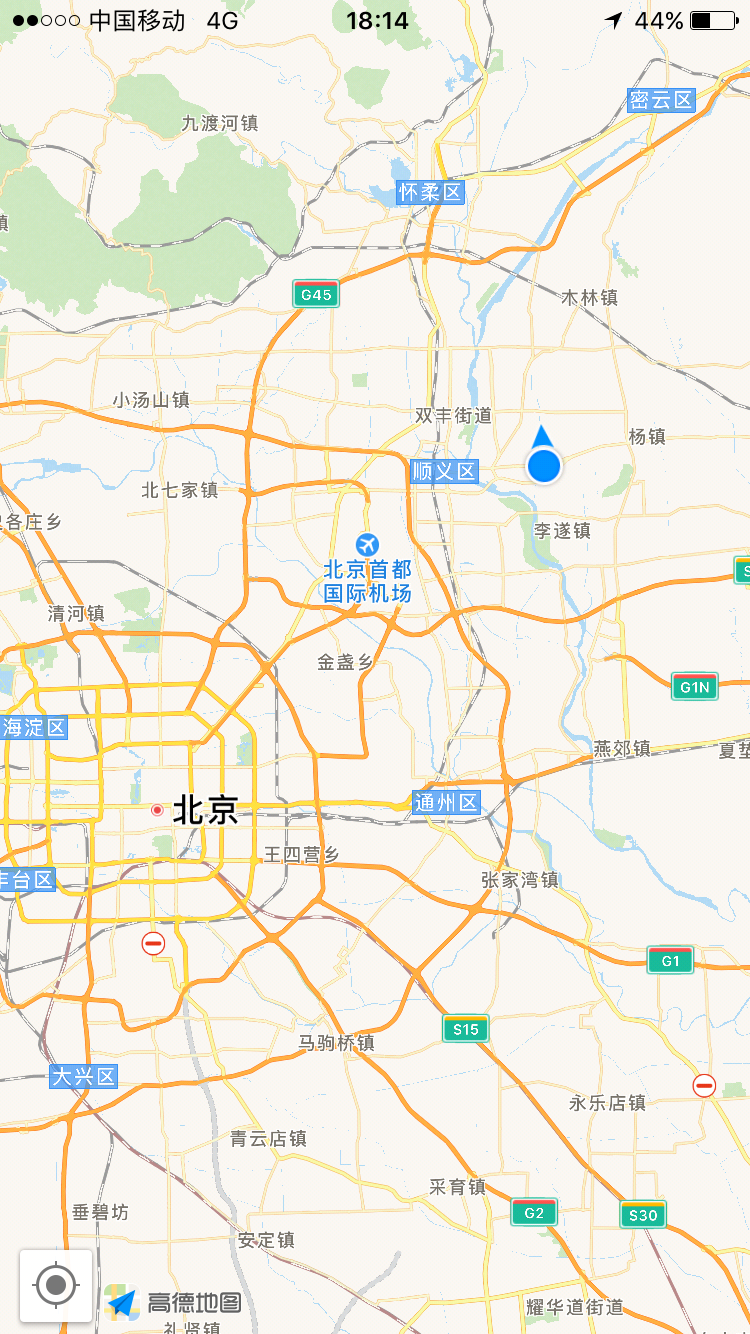 中国移动 4G 18:14 44%
密云区
九渡河镇
怀柔区
镇
G45
木林镇
小汤山镇
双丰街道
杨镇
顺义区
北七家镇
各庄乡
李遂镇
北京首都
国际机场
S
清河镇
金盏乡
G1N
海淀区
燕郊镇
夏垫
北京
通州区
王四营乡
丰台区
张家湾镇
G1
S15
马驹桥镇
大兴区
永乐店镇
青云店镇
采育镇
垂碧坊
G2
S30
安定镇
高德地图
耀华道街道
礼贤镇